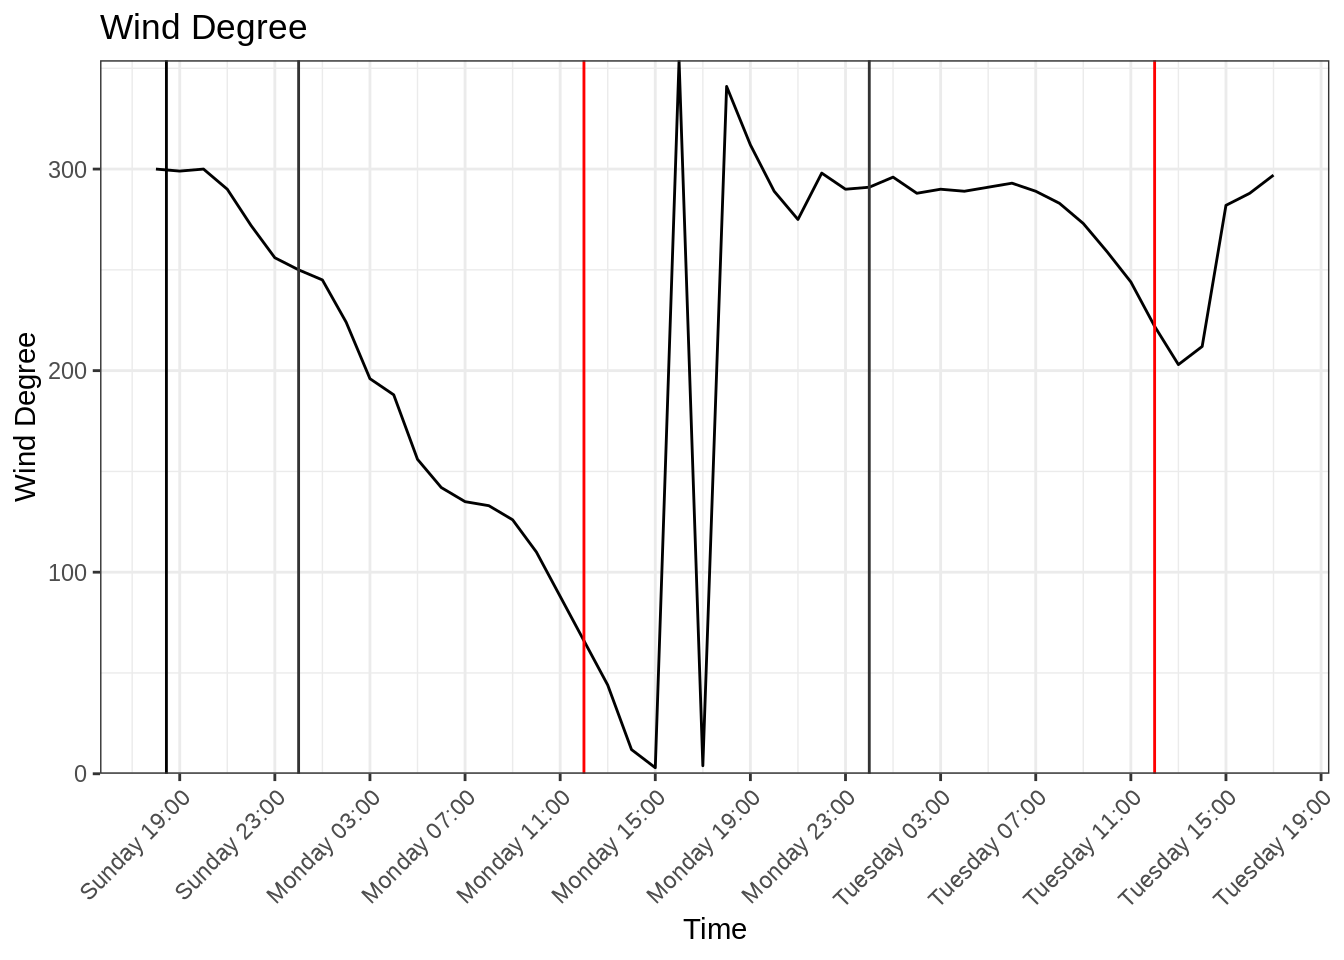 Wind Degree
Wind Degree
300
200
100
0
Sunday 19:00
Sunday 23:00
Monday 03:00
Monday 07:00
Monday 11:00
Monday 15:00
Monday 19:00
Monday 23:00
Tuesday 03:00
Tuesday 07:00
Tuesday 11:00
Tuesday 15:00
Tuesday 19:00
Time